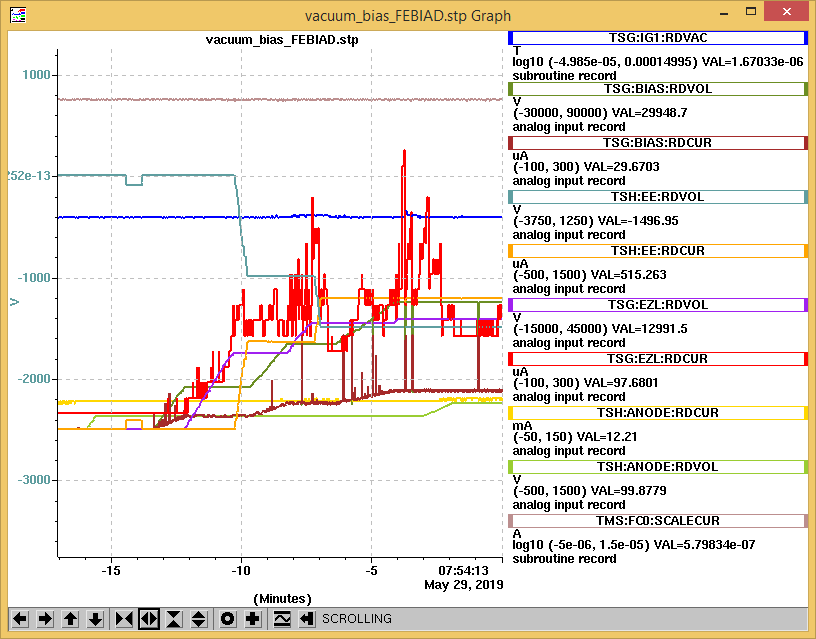 vacuum_bias_FEBIAD.stp Graph
vacuum_bias_FEBIAD.stp
1000
252e-13
-1000
V
-2000
-3000
-15
-10
-5
07:54:13
May 29, 2019
(Minutes)
TSG:IG1:RDVAC
T
log10 (-4.985e-05, 0.00014995) VAL=1.67033e-06
subroutine record
TSG:BIAS:RDVOL
V
(-30000, 90000) VAL=29948.7
analog input record
TSG:BIAS:RDCUR
uA
(-100, 300) VAL=29.6703
analog input record
TSH:EE:RDVOL
V
(-3750, 1250) VAL=-1496.95
analog input record
TSH:EE:RDCUR
uA
(-500, 1500) VAL=515.263
analog input record
TSG:EZL:RDVOL
V
(-15000, 45000) VAL=12991.5
analog input record
TSG:EZL:RDCUR
uA
(-100, 300) VAL=97.6801
analog input record
TSH:ANODE:RDCUR
mA
(-50, 150) VAL=12.21
analog input record
TSH:ANODE:RDVOL
V
(-500, 1500) VAL=99.8779
analog input record
TMS:FC0:SCALECUR
A
log10 (-5e-06, 1.5e-05) VAL=5.79834e-07
subroutine record
SCROLLING